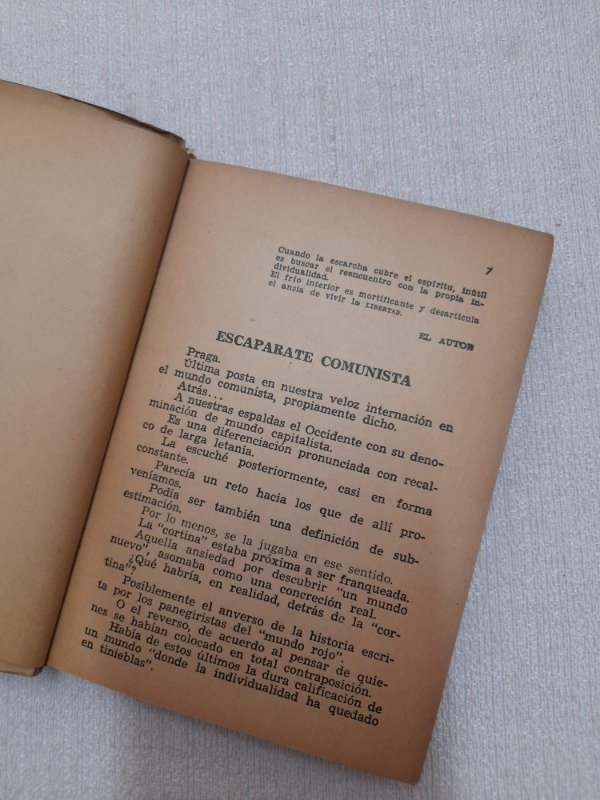 7
Cuando la escarcha cubre el espíritu, inútil
es buscar el reencuentro con la propia in-
dividualidad.
El frío interior es mortificante y desarticula
el ansia de vivir la LIBERTAD.
EL AUTOR
ESCAPARATE COMUNISTA
Praga.
Última posta en nuestra veloz internación en
el mundo comunista, propiamente dicho.
Atrás...
A nuestras espaldas el Occidente con su deno-
minación de mundo capitalista.
Es una diferenciación pronunciada con recal-
co de larga letanía.
La escuché posteriormente, casi en forma
constante.
Parecía un reto hacia los que de allí pro-
veníamos.
Podía ser también una definición de sub-
estimación.
Por lo menos, se la jugaba en ese sentido.
La "cortina" estaba próxima a ser franqueada.
Aquella ansiedad por descubrir "un mundo
nuevo", asomaba como una concreción real.
¿Qué habría, en realidad, detrás de la "cor-
tina"?
Posiblemente el anverso de la historia escri-
ta por los panegiristas del "mundo rojo".
O el reverso, de acuerdo al pensar de quie-
nes se habían colocado en total contraposición.
Había de estos últimos la dura calificación de
un mundo "donde la individualidad ha quedado
en tinieblas".